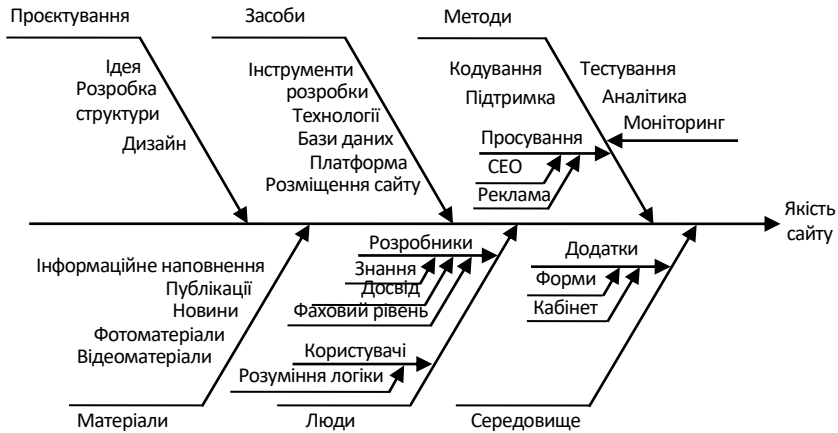 Проєктування
Засоби
Методи
Ідея
Розробка
структури
Дизайн
Інструменти
розробки
Технології
Бази даних
Платформа
Розміщення сайту
Кодування
Підтримка
Просування
СЕО
Реклама
Тестування
Аналітика
Моніторинг
Якість
сайту
Інформаційне наповнення
Публікації
Новини
Фотоматеріали
Відеоматеріали
Матеріали
Розробники
Знання
Досвід
Фаховий рівень
Користувачі
Розуміння логіки
Люди
Додатки
Форми
Кабінет
Середовище